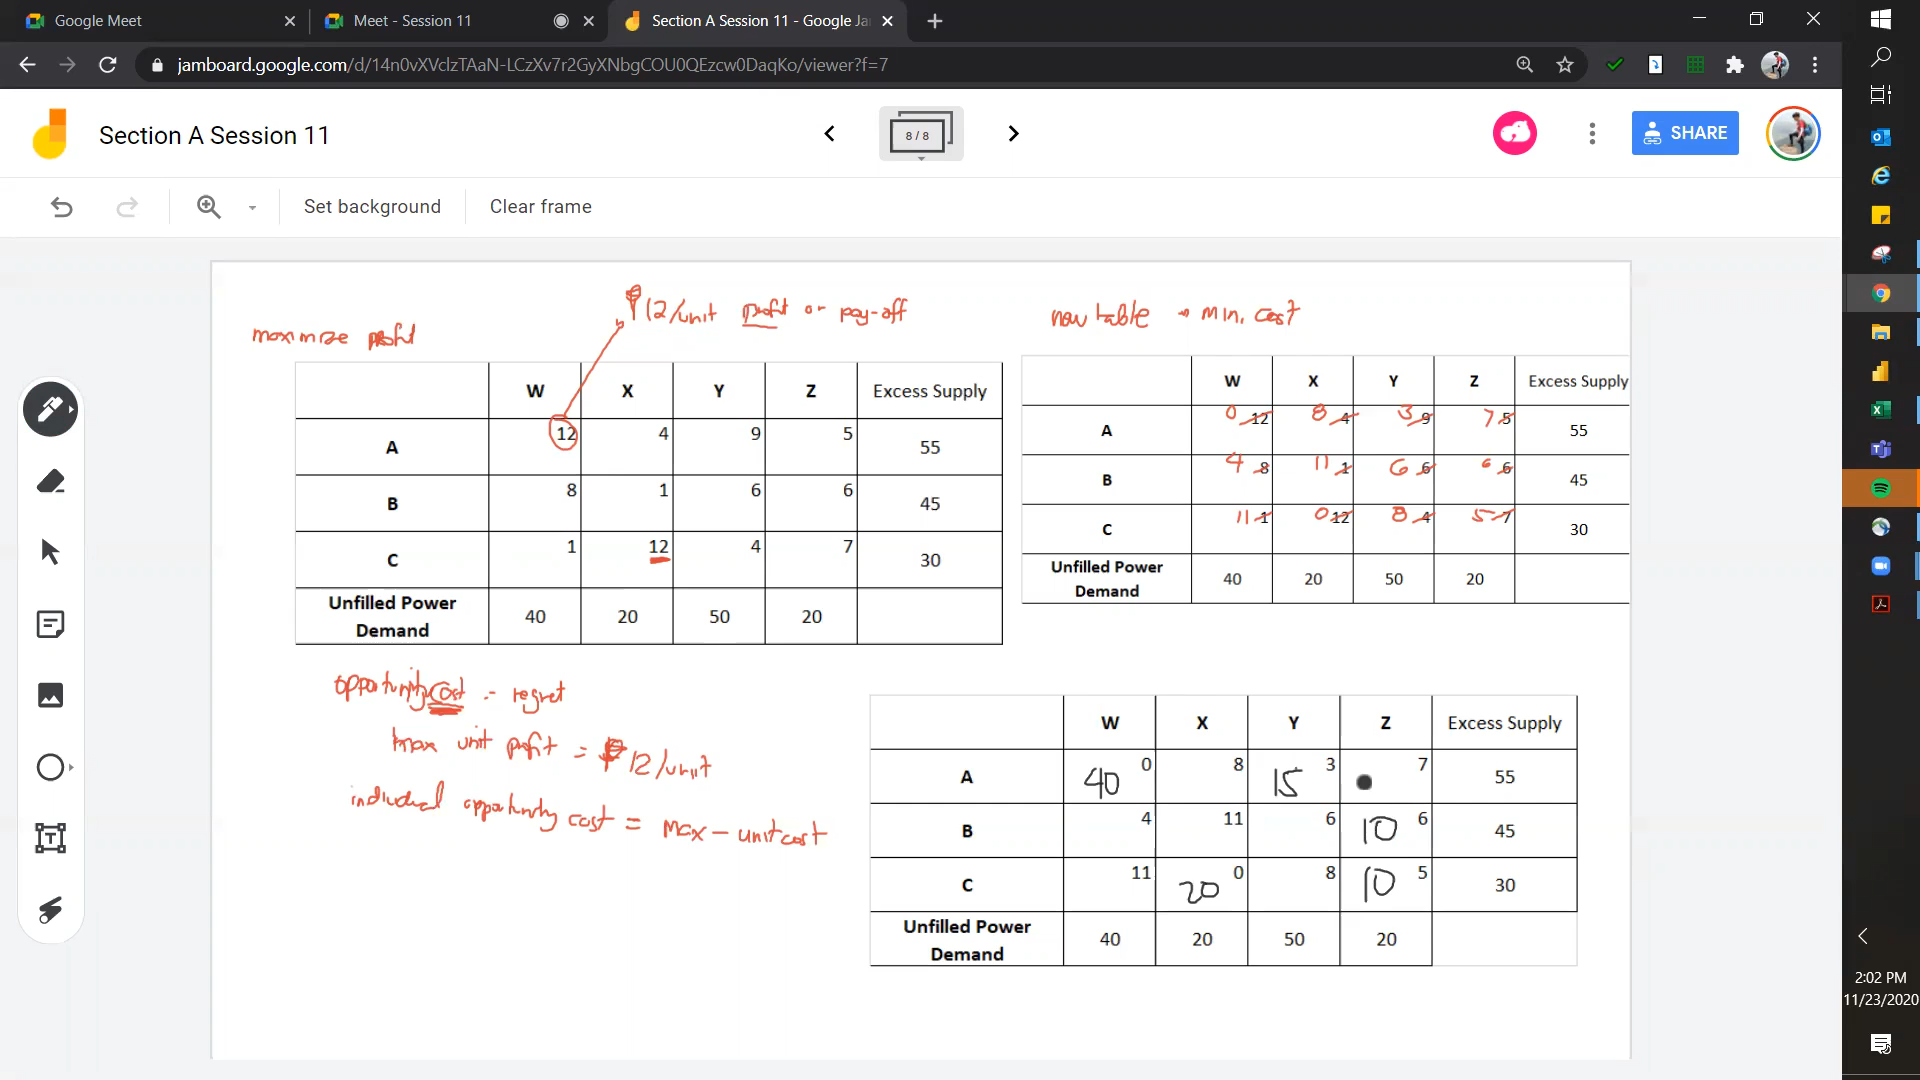 Google Meet
Meet - Session 11
Section A Session 11 - Google Ja
jamboard.google.com/d/14n0vXVclzTAaN-LCzXv7r2GyXNbgCOU0QEzcw0DaqKo/viewer?f=7
Section A Session 11
8 / 8
SHARE
Set background
Clear frame
maximize profit
₱12/unit profit or pay-off
W X Y Z Excess Supply
A 12 4 9 5 55
B 8 1 6 6 45
C 1 12 4 7 30
Unfilled Power
Demand 40 20 50 20
new table → min. cost
W X Y Z Excess Supply
A 0 12 8 4 3 9 7 5 55
B 4 8 11 1 6 6 6 6 45
C 11 1 0 12 8 4 5 7 30
Unfilled Power
Demand 40 20 50 20
opportunity cost :- regret
max unit profit = ₱12/unit
individual opportunity cost = max - unit cost
W X Y Z Excess Supply
A 40 0 8 15 3 7 55
B 4 11 6 10 6 45
C 11 20 0 8 10 5 30
Unfilled Power
Demand 40 20 50 20
2:02 PM
11/23/2020